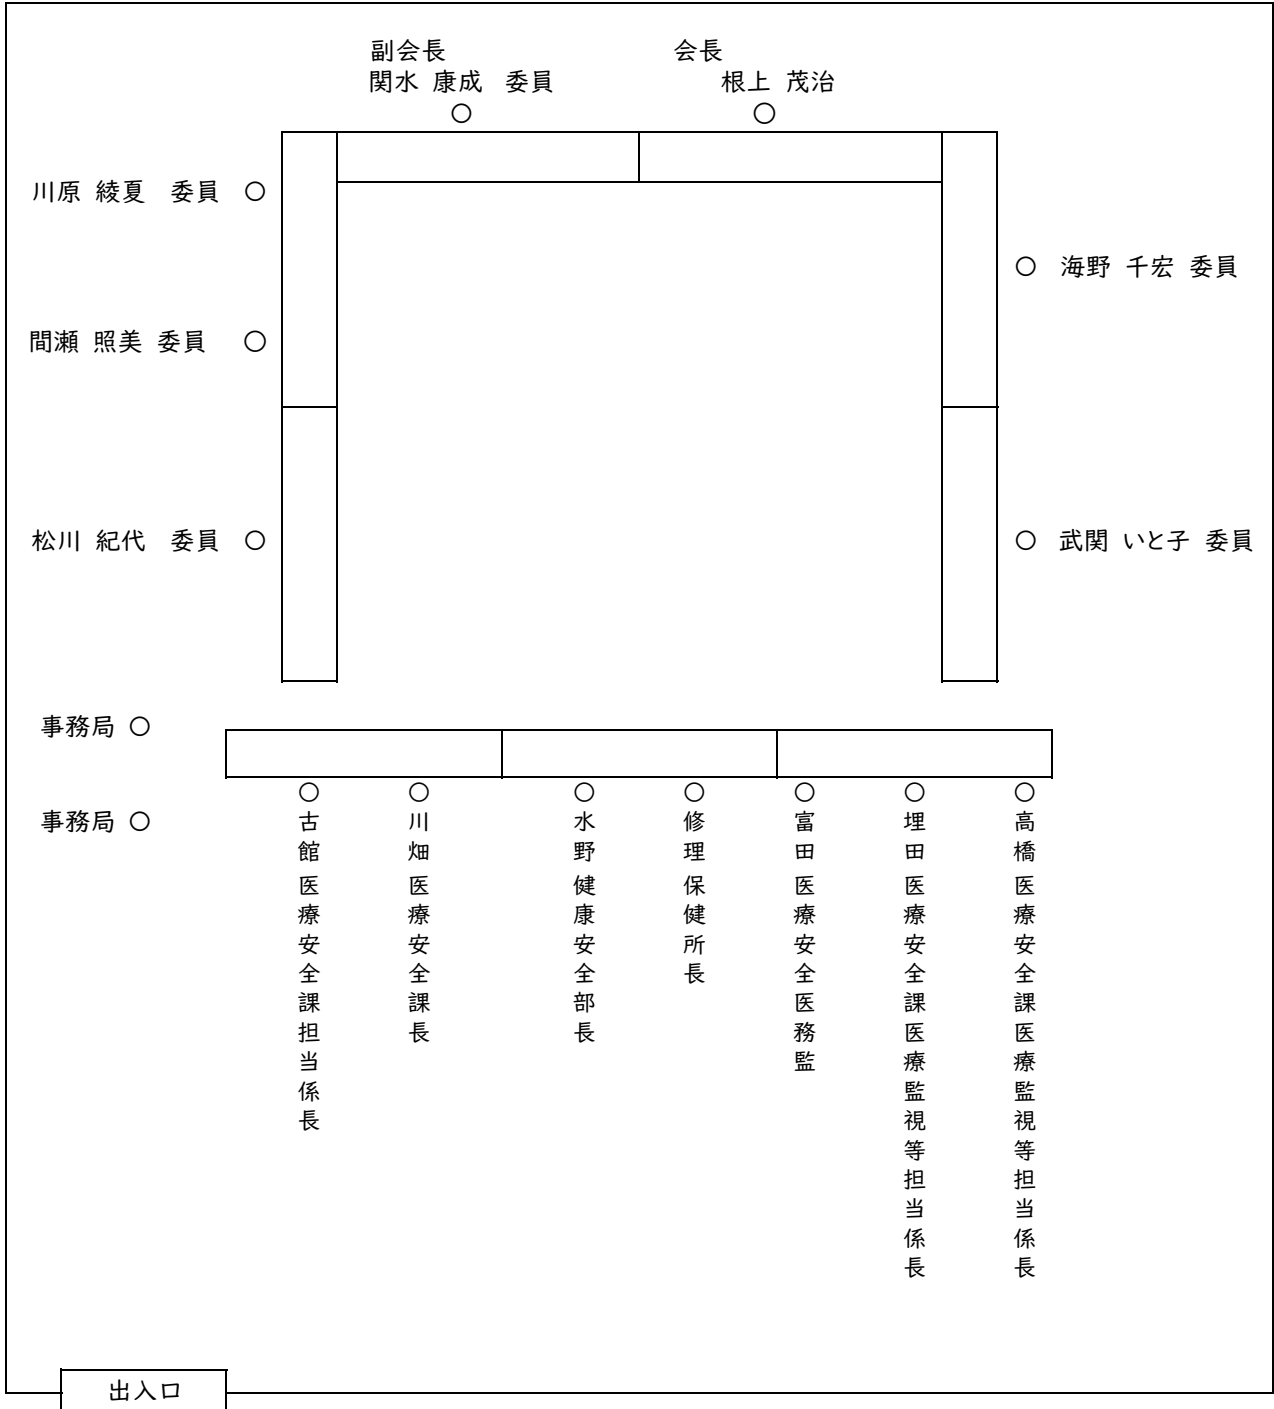 副会長
会長
関水 康成 委員
根上 茂治
○
○
川原 綾夏 委員 ○
○ 海野 千宏 委員
間瀬 照美 委員 ○
松川 紀代 委員 ○
○ 武関 いと子 委員
事務局 ○
事務局 ○
○ 古館 医療安全課担当係長
○ 川畑 医療安全課長
○ 水野 健康安全部長
○ 修理 保健所長
○ 富田 医療安全医務監
○ 埋田 医療安全課医療監視等担当係長
○ 高橋 医療安全課医療監視等担当係長
出入口